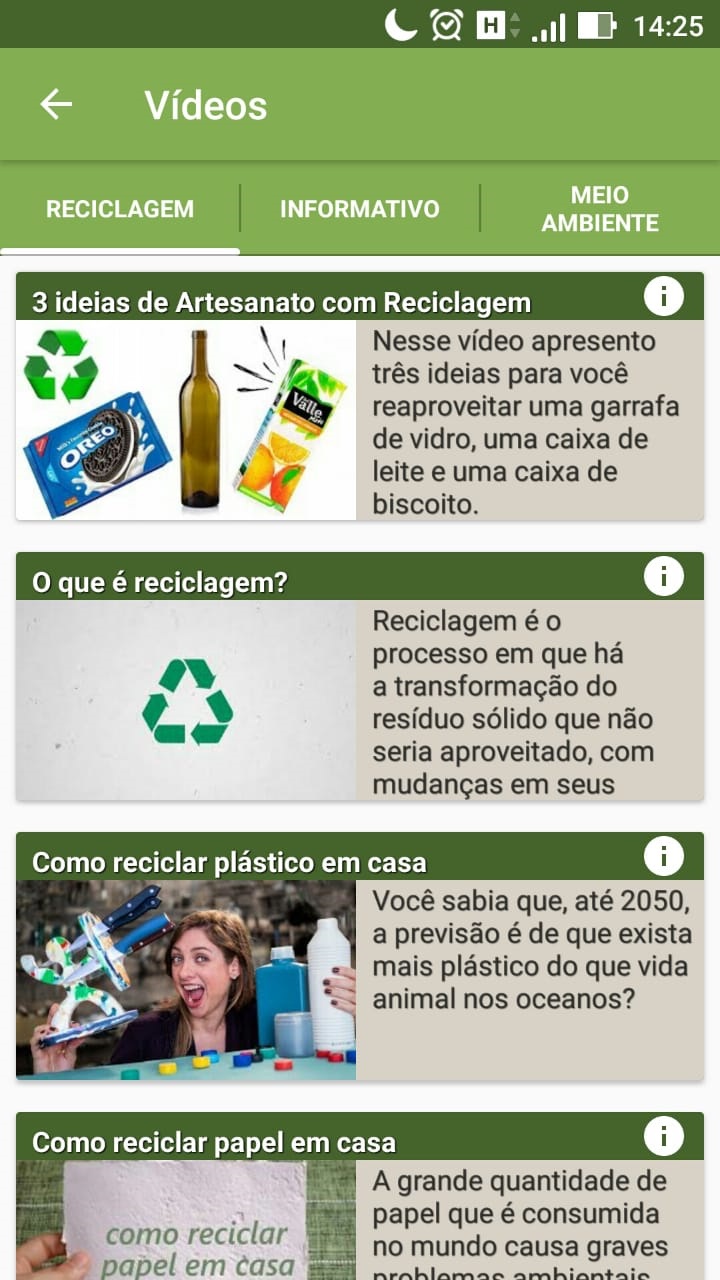 H
14:25
Vídeos
RECICLAGEM
INFORMATIVO
MEIO
AMBIENTE
3 ideias de Artesanato com Reciclagem
OREO
Valle
Nesse vídeo apresento
três ideias para você
reaproveitar uma garrafa
de vidro, uma caixa de
leite e uma caixa de
biscoito.
O que é reciclagem?
Reciclagem é o
processo em que há
a transformação do
resíduo sólido que não
seria aproveitado, com
mudanças em seus
Como reciclar plástico em casa
Você sabia que, até 2050,
a previsão é de que exista
mais plástico do que vida
animal nos oceanos?
Como reciclar papel em casa
como reciclar
papel em casa
A grande quantidade de
papel que é consumida
no mundo causa graves
problemas ambientais